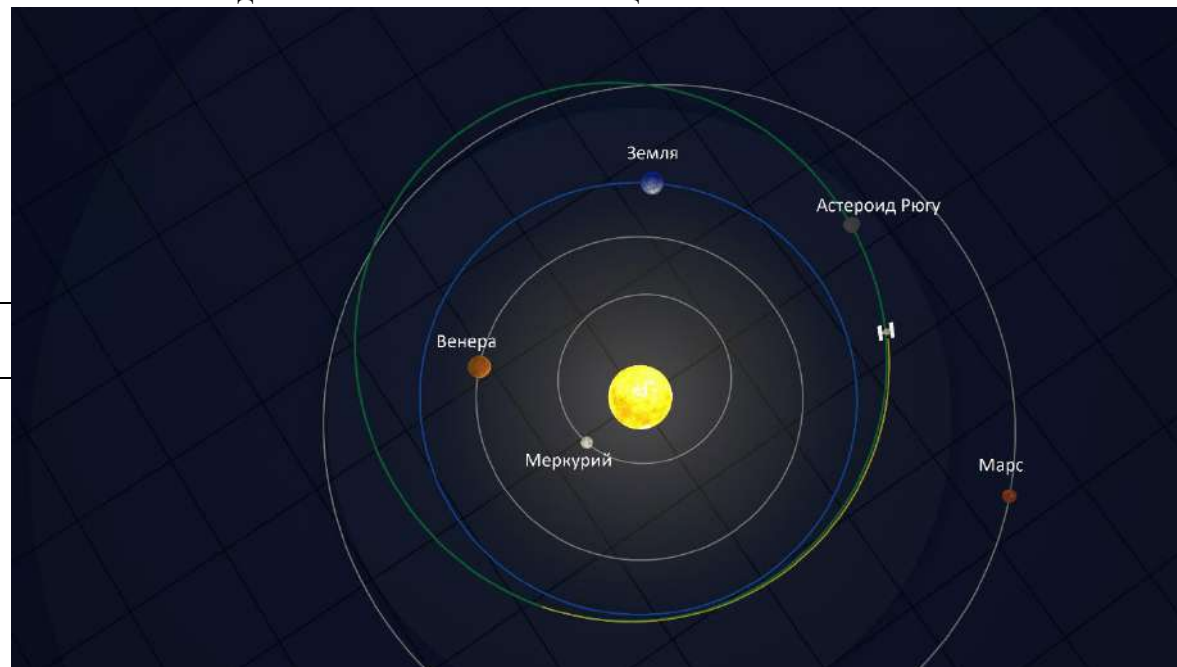 Земля
Астероид Рюгу
Венера
Меркурий
Марс